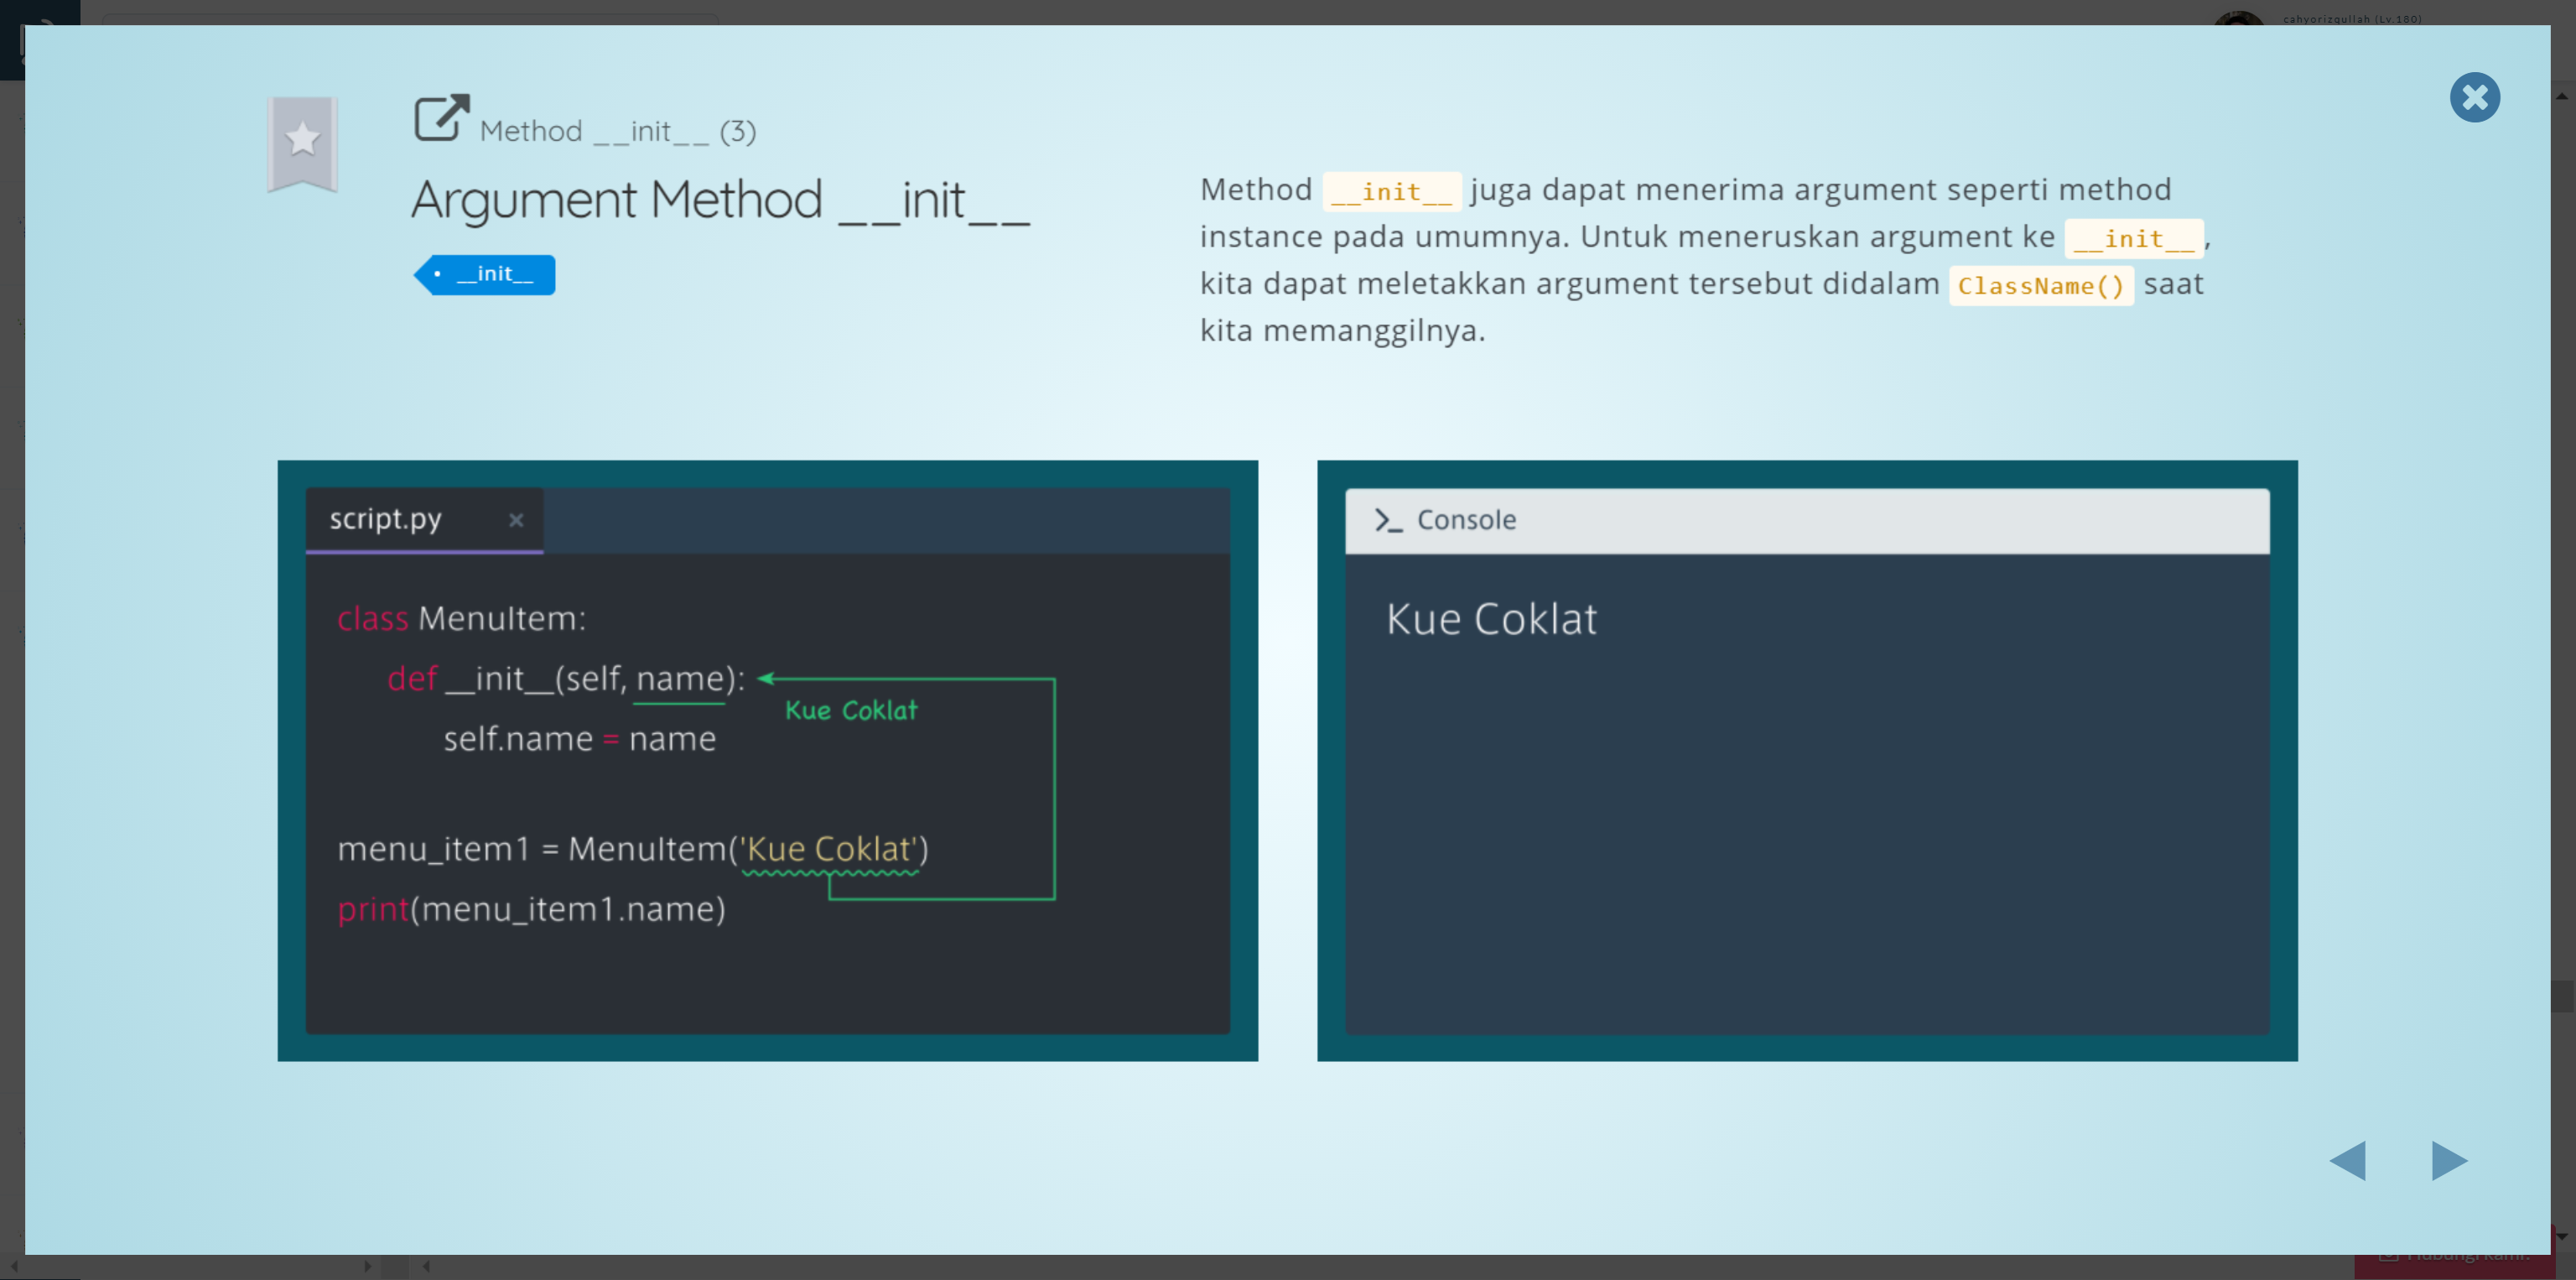 cahyorizqullah (Lv.180)
Method __init__ (3)
Argument Method __init__
__init__
Method __init__ juga dapat menerima argument seperti method
instance pada umumnya. Untuk meneruskan argument ke __init__,
kita dapat meletakkan argument tersebut didalam ClassName() saat
kita memanggilnya.
script.py
class MenuItem:
def __init__(self, name):
Kue Coklat
self.name = name
menu_item1 = MenuItem('Kue Coklat')
print(menu_item1.name)
>_ Console
Kue Coklat
Hubungi kami!